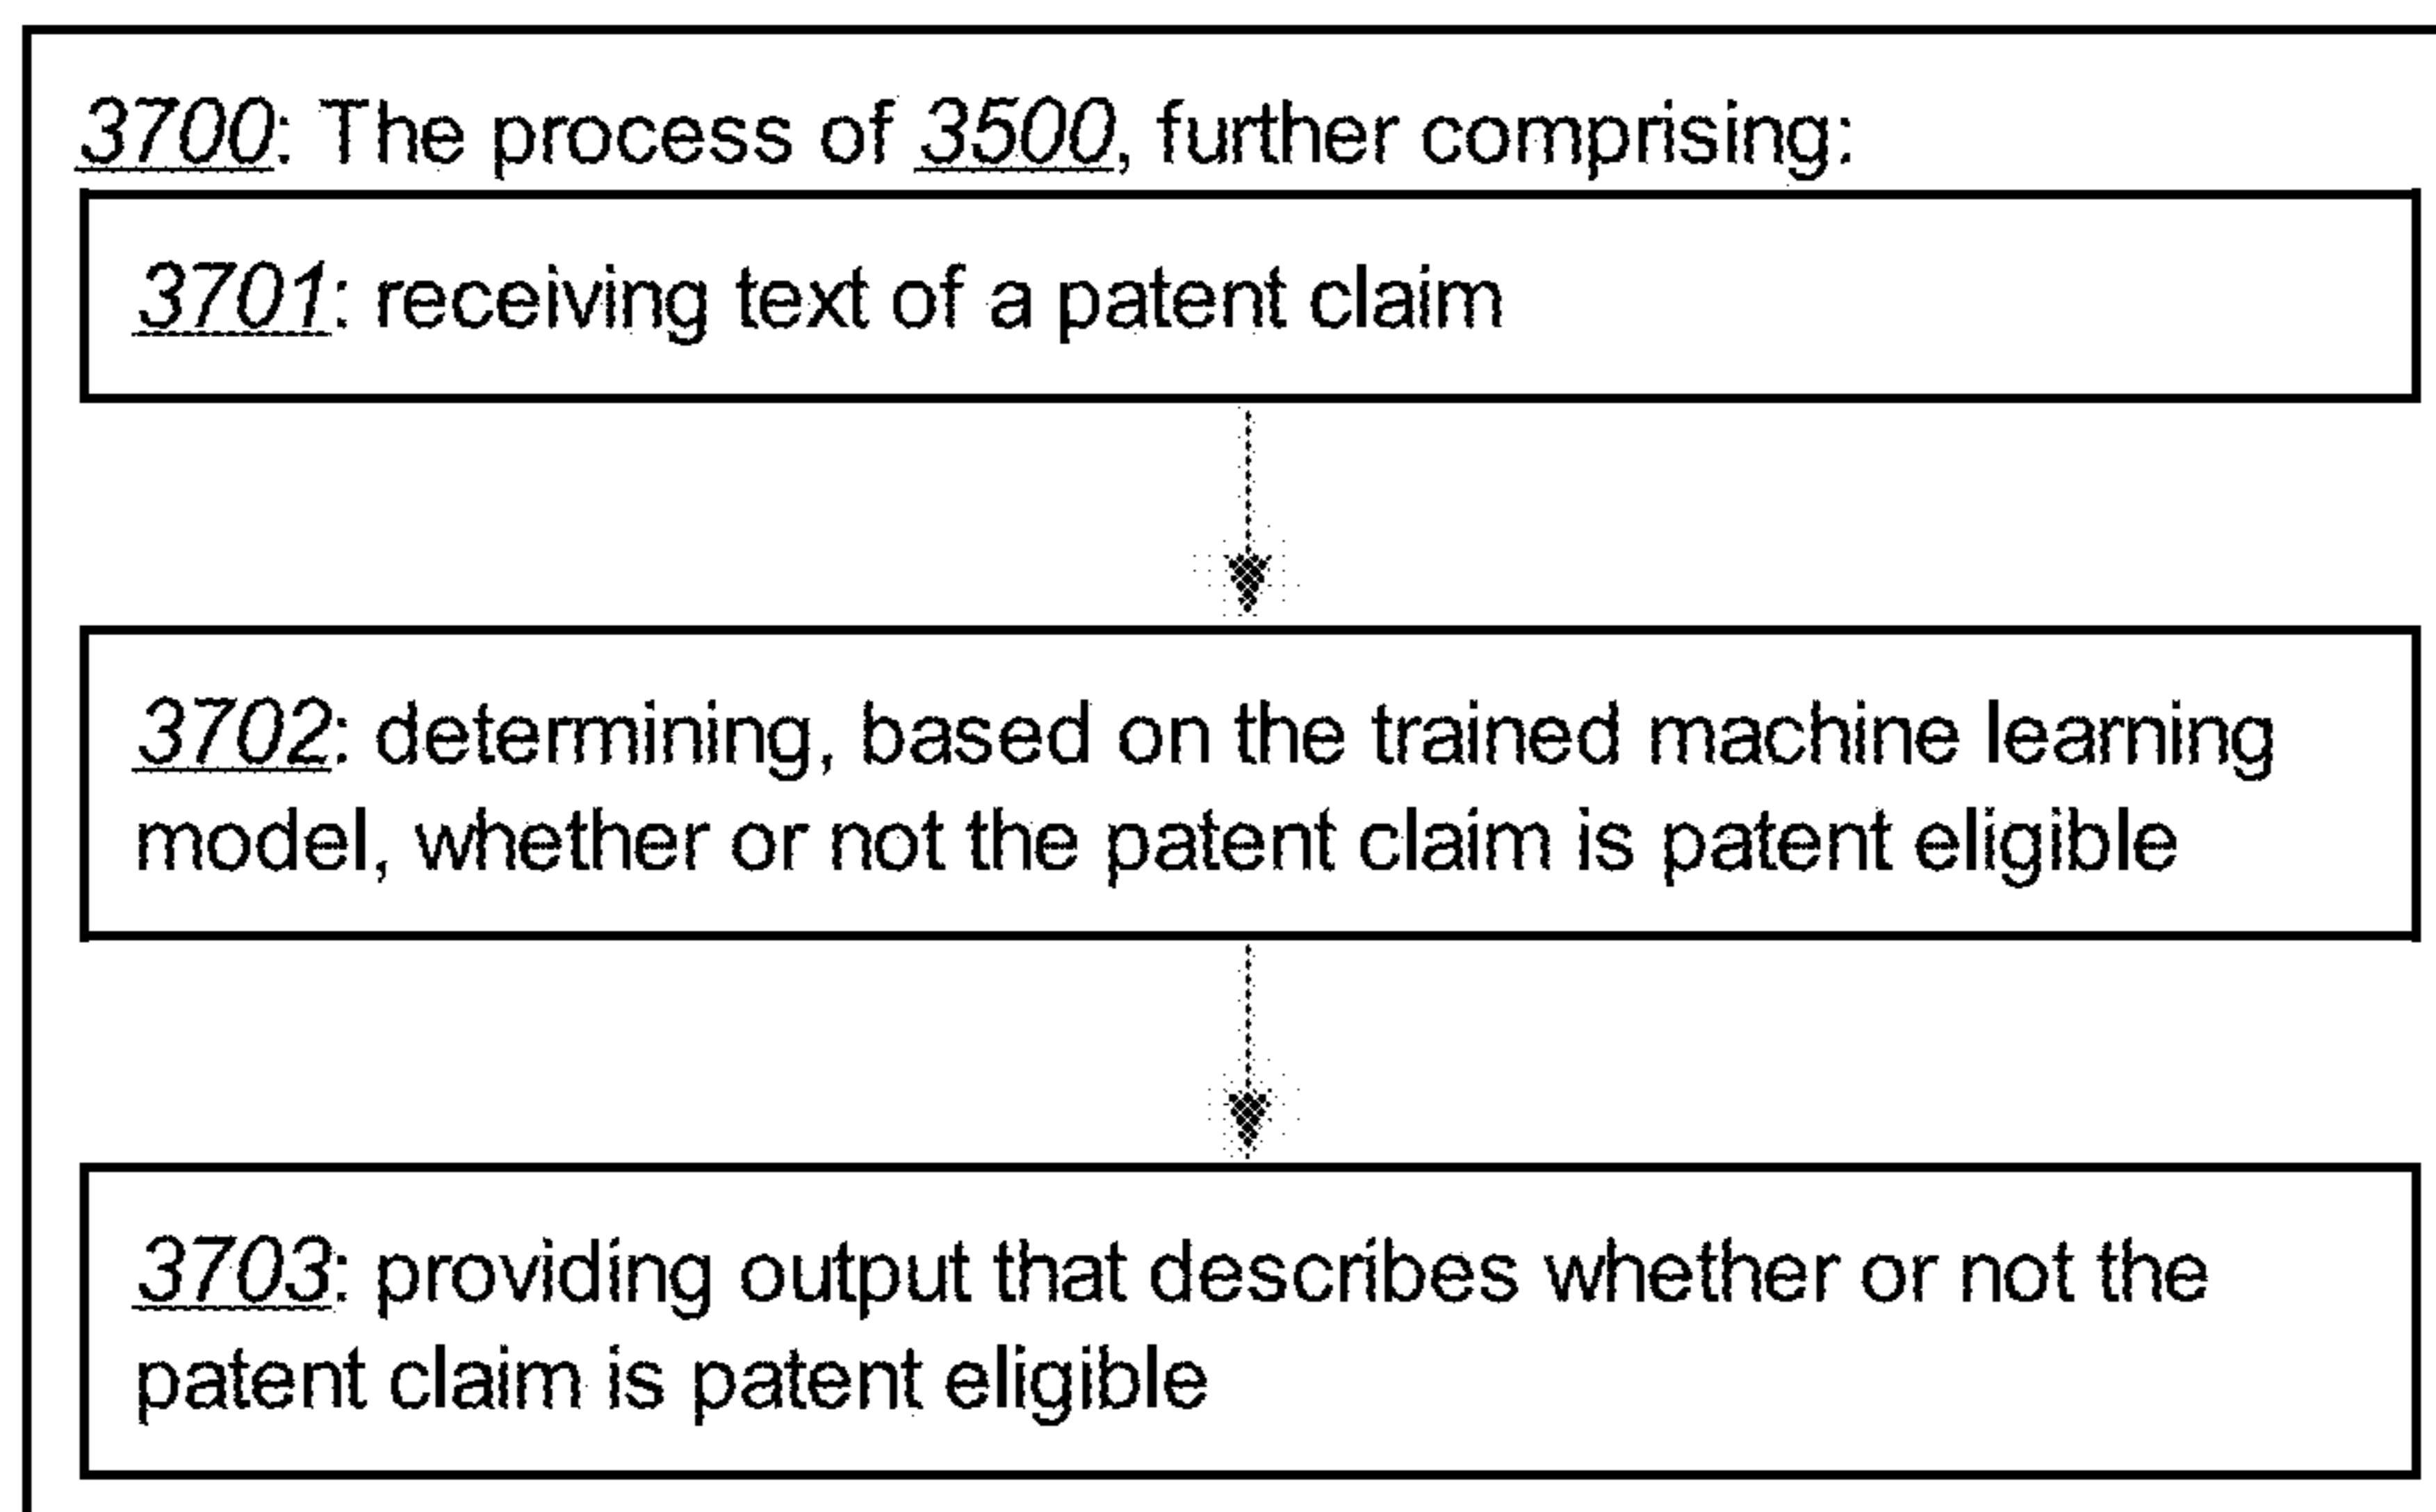 3700: The process of 3500, further comprising:
3701: receiving text of a patent claim
3702: determining, based on the trained machine learning
model, whether or not the patent claim is patent eligible
3703: providing output that describes whether or not the
patent claim is patent eligible